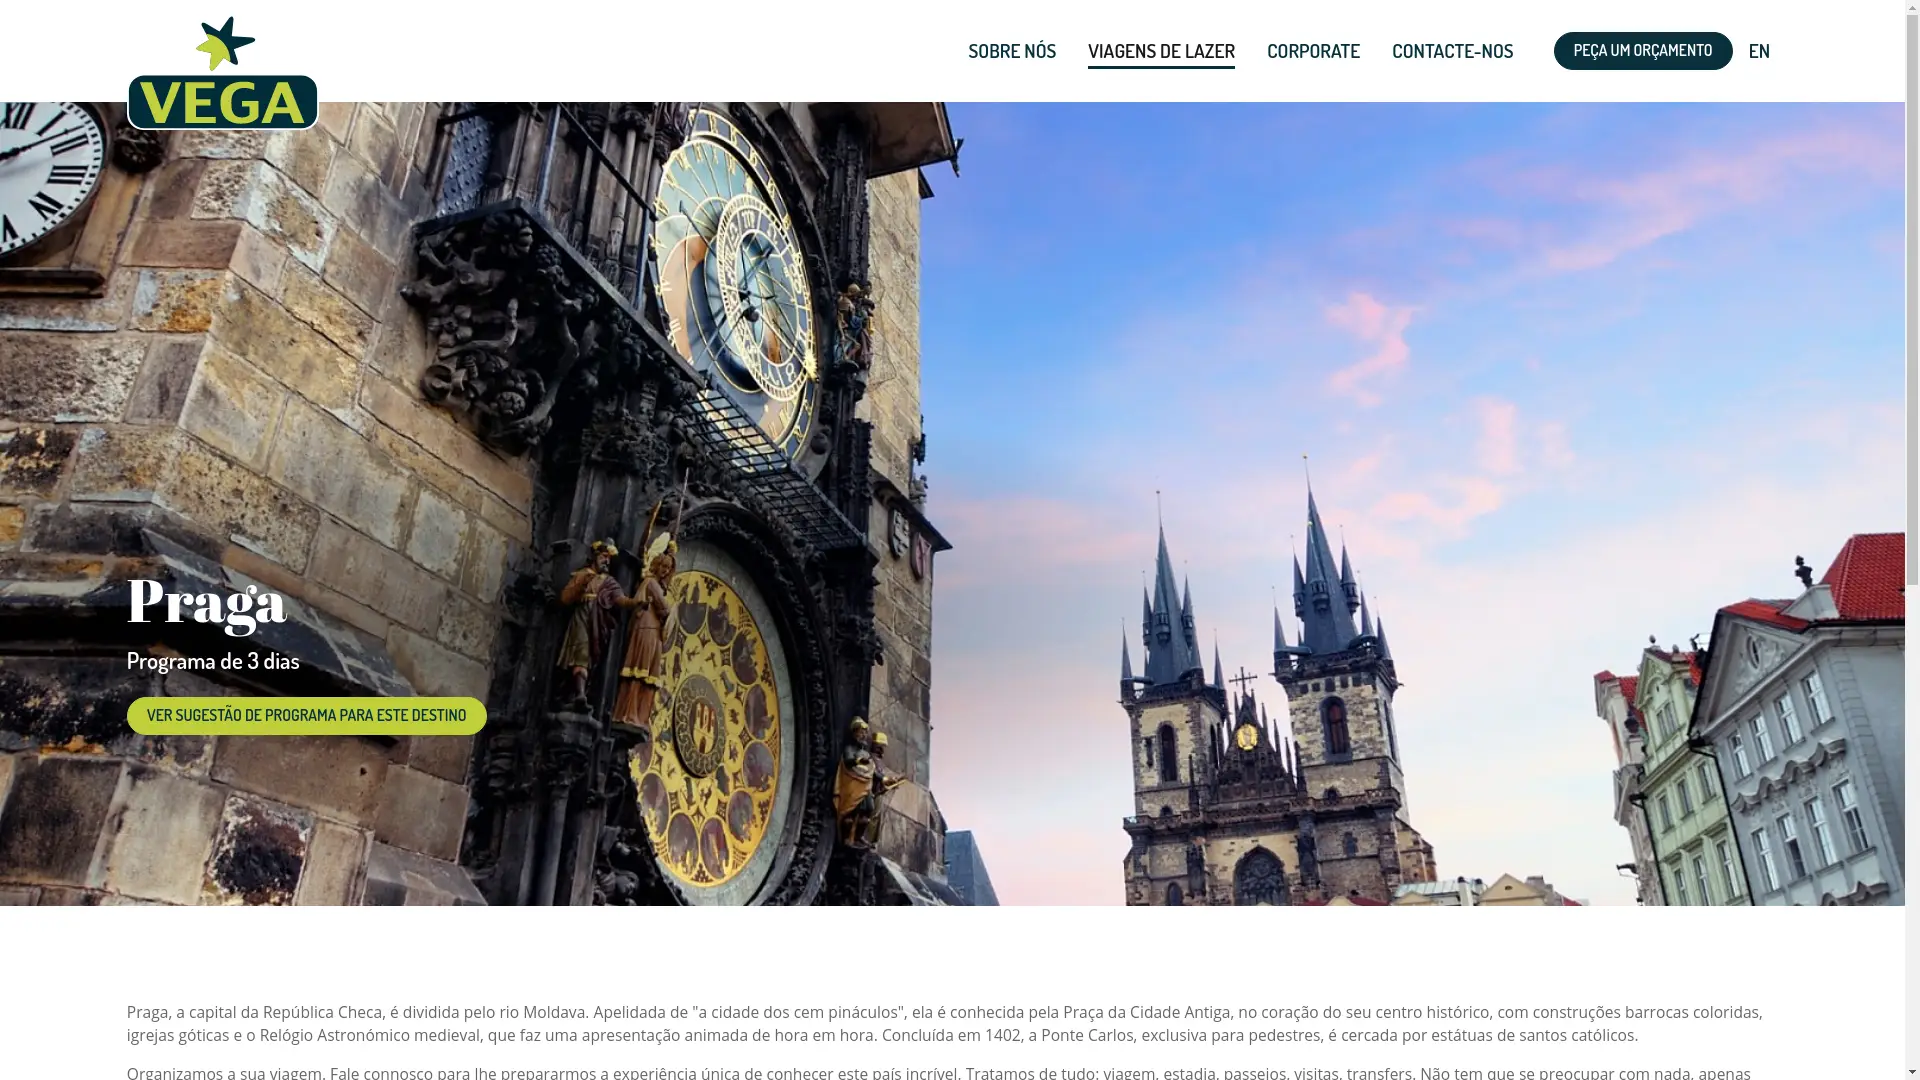 VEGA
SOBRE NÓS
VIAGENS DE LAZER
CORPORATE
CONTACTE-NOS
PEÇA UM ORÇAMENTO
EN
Praga
Programa de 3 dias
VER SUGESTÃO DE PROGRAMA PARA ESTE DESTINO
Praga, a capital da República Checa, é dividida pelo rio Moldava. Apelidada de "a cidade dos cem pináculos", ela é conhecida pela Praça da Cidade Antiga, no coração do seu centro histórico, com construções barrocas coloridas,
igrejas góticas e o Relógio Astronómico medieval, que faz uma apresentação animada de hora em hora. Concluída em 1402, a Ponte Carlos, exclusiva para pedestres, é cercada por estátuas de santos católicos.
Organizamos a sua viagem. Fale connosco para lhe prepararmos a experiência única de conhecer este país incrível. Tratamos de tudo: viagem, estadia, passeios, visitas, transfers. Não tem que se preocupar com nada, apenas